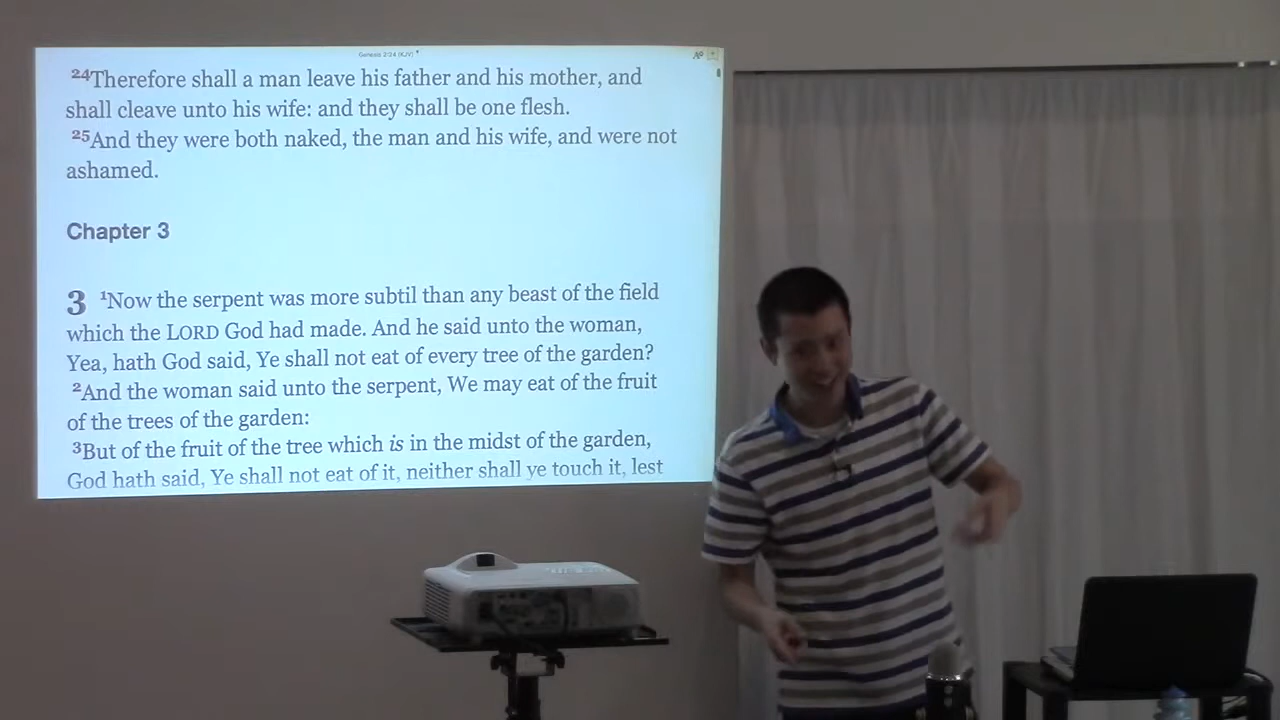 Genesis 2:24 (KJV)
24Therefore shall a man leave his father and his mother, and
shall cleave unto his wife: and they shall be one flesh.
25And they were both naked, the man and his wife, and were not
ashamed.
Chapter 3
3 1Now the serpent was more subtil than any beast of the field
which the LORD God had made. And he said unto the woman,
Yea, hath God said, Ye shall not eat of every tree of the garden?
2And the woman said unto the serpent, We may eat of the fruit
of the trees of the garden:
3But of the fruit of the tree which is in the midst of the garden,
God hath said, Ye shall not eat of it, neither shall ye touch it, lest